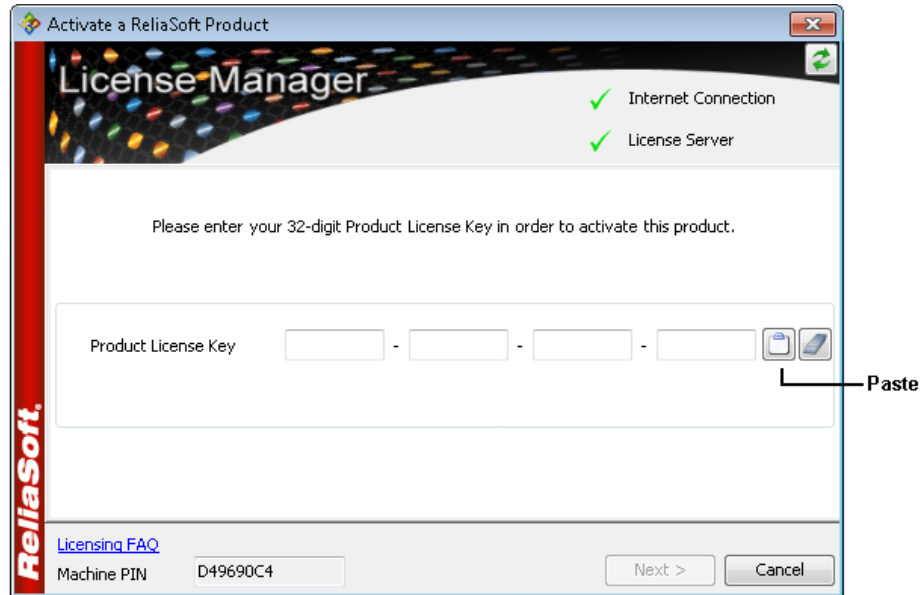 Activate a ReliaSoft Product
License Manager
Internet Connection
License Server
Please enter your 32-digit Product License Key in order to activate this product.
Product License Key - - -
Paste
ReliaSoft.
Licensing FAQ
Machine PIN D49690C4
Next > Cancel